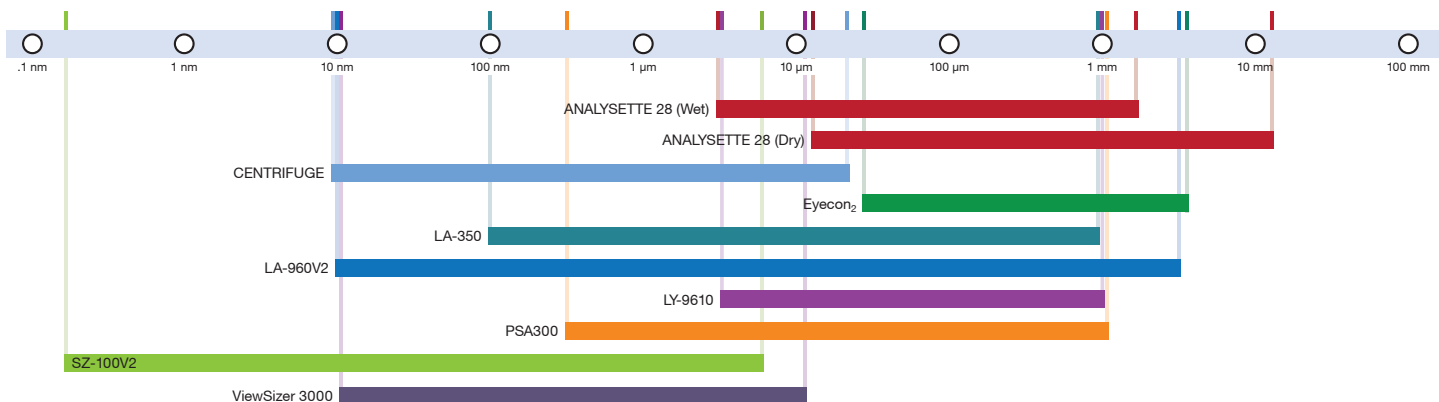 .1 nm 1 nm 10 nm 100 nm 1 µm 10 µm 100 µm 1 mm 10 mm 100 mm
ANALYSETTE 28 (Wet)
ANALYSETTE 28 (Dry)
CENTRIFUGE
Eyecon₂
LA-350
LA-960V2
LY-9610
PSA300
SZ-100V2
ViewSizer 3000